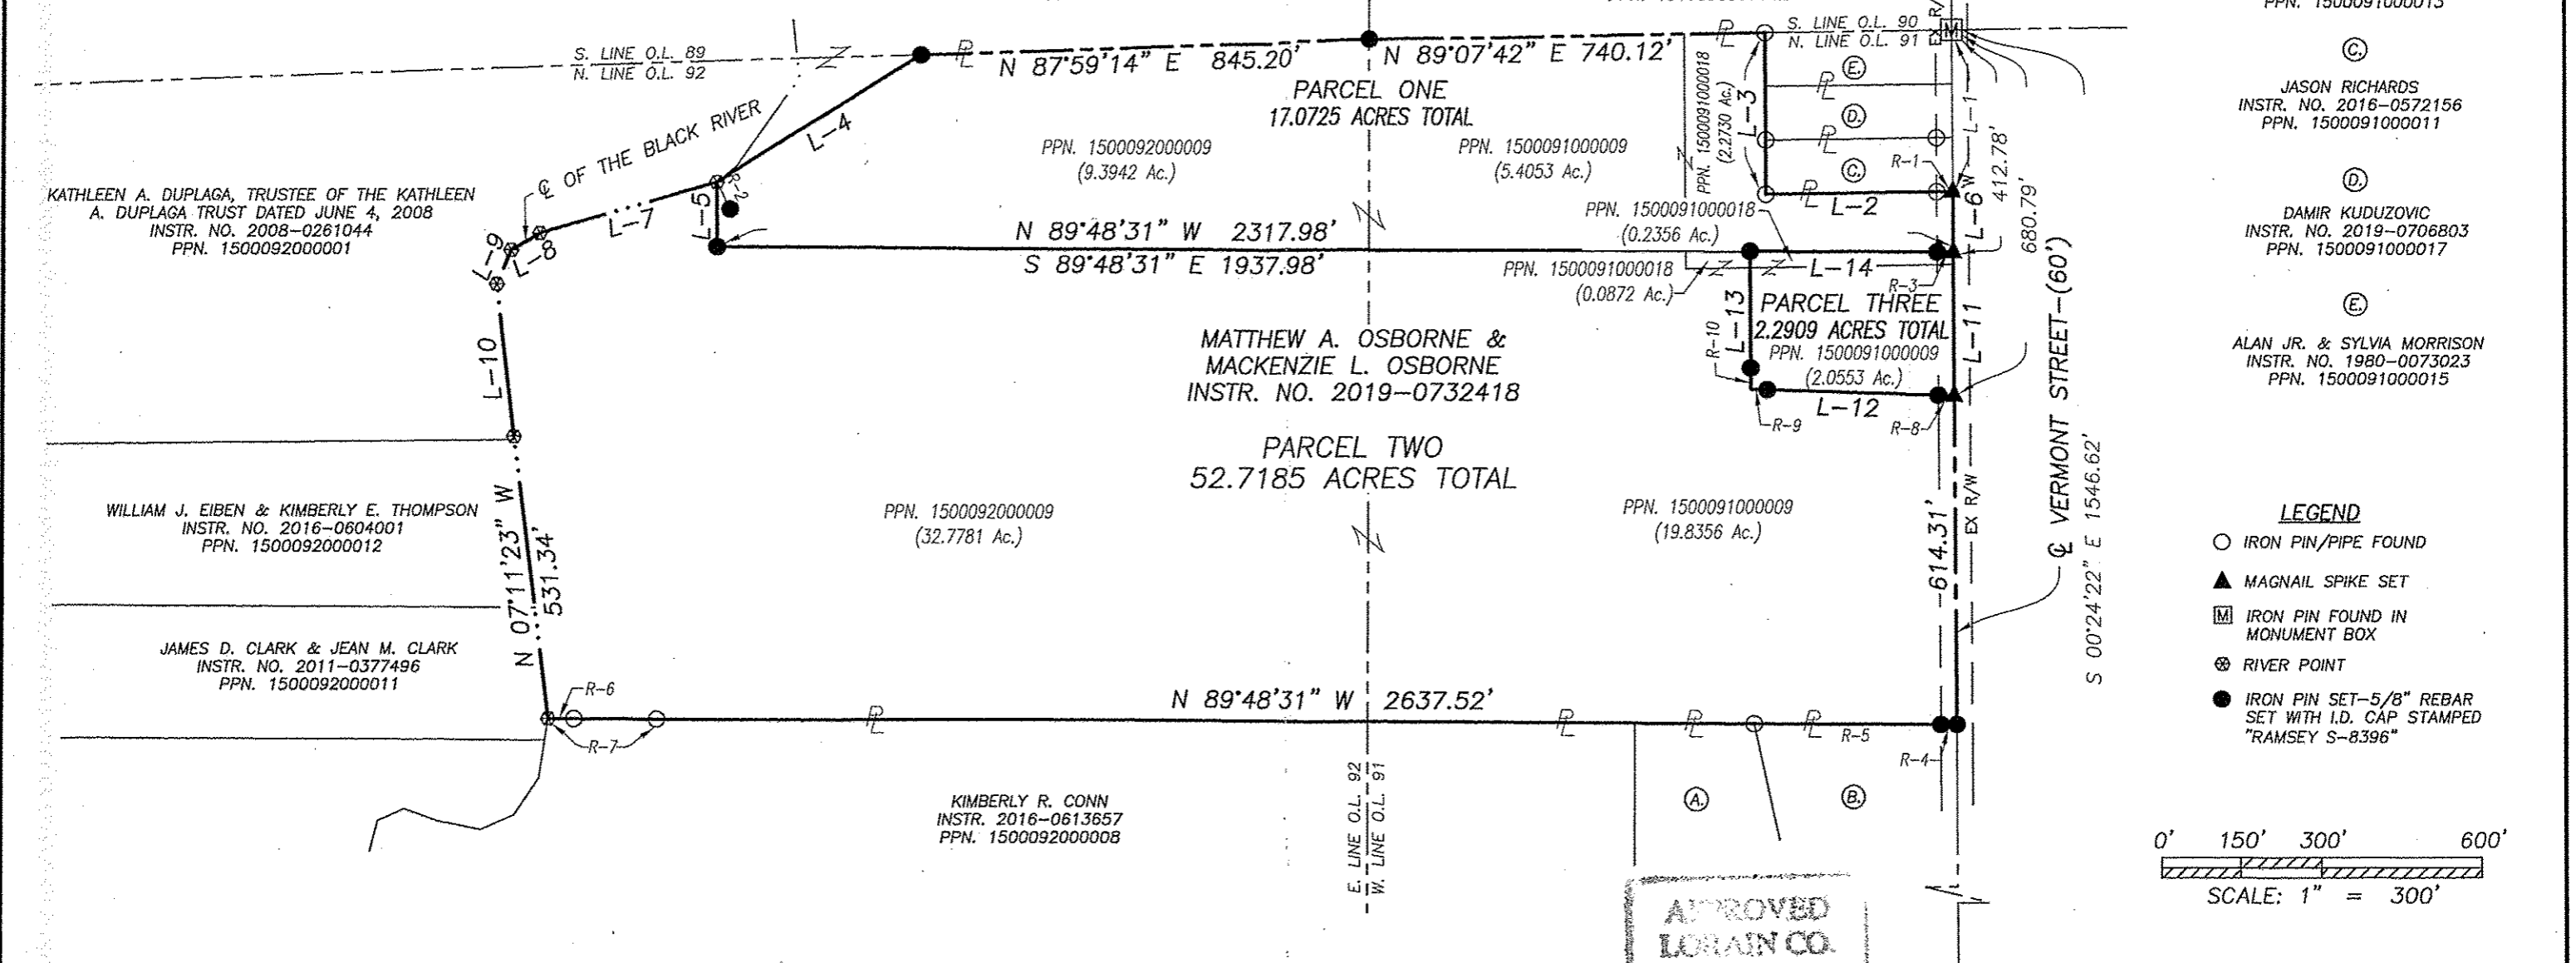 PPN. 1500091000013
S. LINE O.L. 89
N. LINE O.L. 92
N 87°59'14" E 845.20'
N 89°07'42" E 740.12'
S. LINE O.L. 90
N. LINE O.L. 91
EX R/
M
PARCEL ONE
17.0725 ACRES TOTAL
PPN. 1500092000009
(9.3942 Ac.)
PPN. 1500091000009
(5.4053 Ac.)
PPN. 1500091000018
(2.2730 Ac.)
L-3
E.
D.
C.
L-1
R-1
L-2
L-6
W
412.78'
680.79'
℄ OF THE BLACK RIVER
L-4
R-2
L-5
L-7
L-8
L-9
L-10
KATHLEEN A. DUPLAGA, TRUSTEE OF THE KATHLEEN
A. DUPLAGA TRUST DATED JUNE 4, 2008
INSTR. NO. 2008-0261044
PPN. 1500092000001
N 89°48'31" W 2317.98'
S 89°48'31" E 1937.98'
PPN. 1500091000018
(0.2356 Ac.)
PPN. 1500091000018
(0.0872 Ac.)
L-14
R-3
L-13
R-10
PARCEL THREE
2.2909 ACRES TOTAL
PPN. 1500091000009
(2.0553 Ac.)
L-11
L-12
R-9
R-8
MATTHEW A. OSBORNE &
MACKENZIE L. OSBORNE
INSTR. NO. 2019-0732418
PARCEL TWO
52.7185 ACRES TOTAL
PPN. 1500092000009
(32.7781 Ac.)
PPN. 1500091000009
(19.8356 Ac.)
WILLIAM J. EIBEN & KIMBERLY E. THOMPSON
INSTR. NO. 2016-0604001
PPN. 1500092000012
N 07°11'23" W
531.34'
JAMES D. CLARK & JEAN M. CLARK
INSTR. NO. 2011-0377496
PPN. 1500092000011
R-6
R-7
N 89°48'31" W 2637.52'
R-5
R-4
614.31'
EX R/W
℄ VERMONT STREET-(60')
S 00°24'22" E 1546.62'
KIMBERLY R. CONN
INSTR. 2016-0613657
PPN. 1500092000008
E. LINE O.L. 92
W. LINE O.L. 91
A.
B.
APPROVED
LORAIN CO.
C.
JASON RICHARDS
INSTR. NO. 2016-0572156
PPN. 1500091000011
D.
DAMIR KUDUZOVIC
INSTR. NO. 2019-0706803
PPN. 1500091000017
E.
ALAN JR. & SYLVIA MORRISON
INSTR. NO. 1980-0073023
PPN. 1500091000015
LEGEND
IRON PIN/PIPE FOUND
MAGNAIL SPIKE SET
M IRON PIN FOUND IN
MONUMENT BOX
RIVER POINT
IRON PIN SET-5/8" REBAR
SET WITH I.D. CAP STAMPED
"RAMSEY S-8396"
0' 150' 300' 600'
SCALE: 1" = 300'